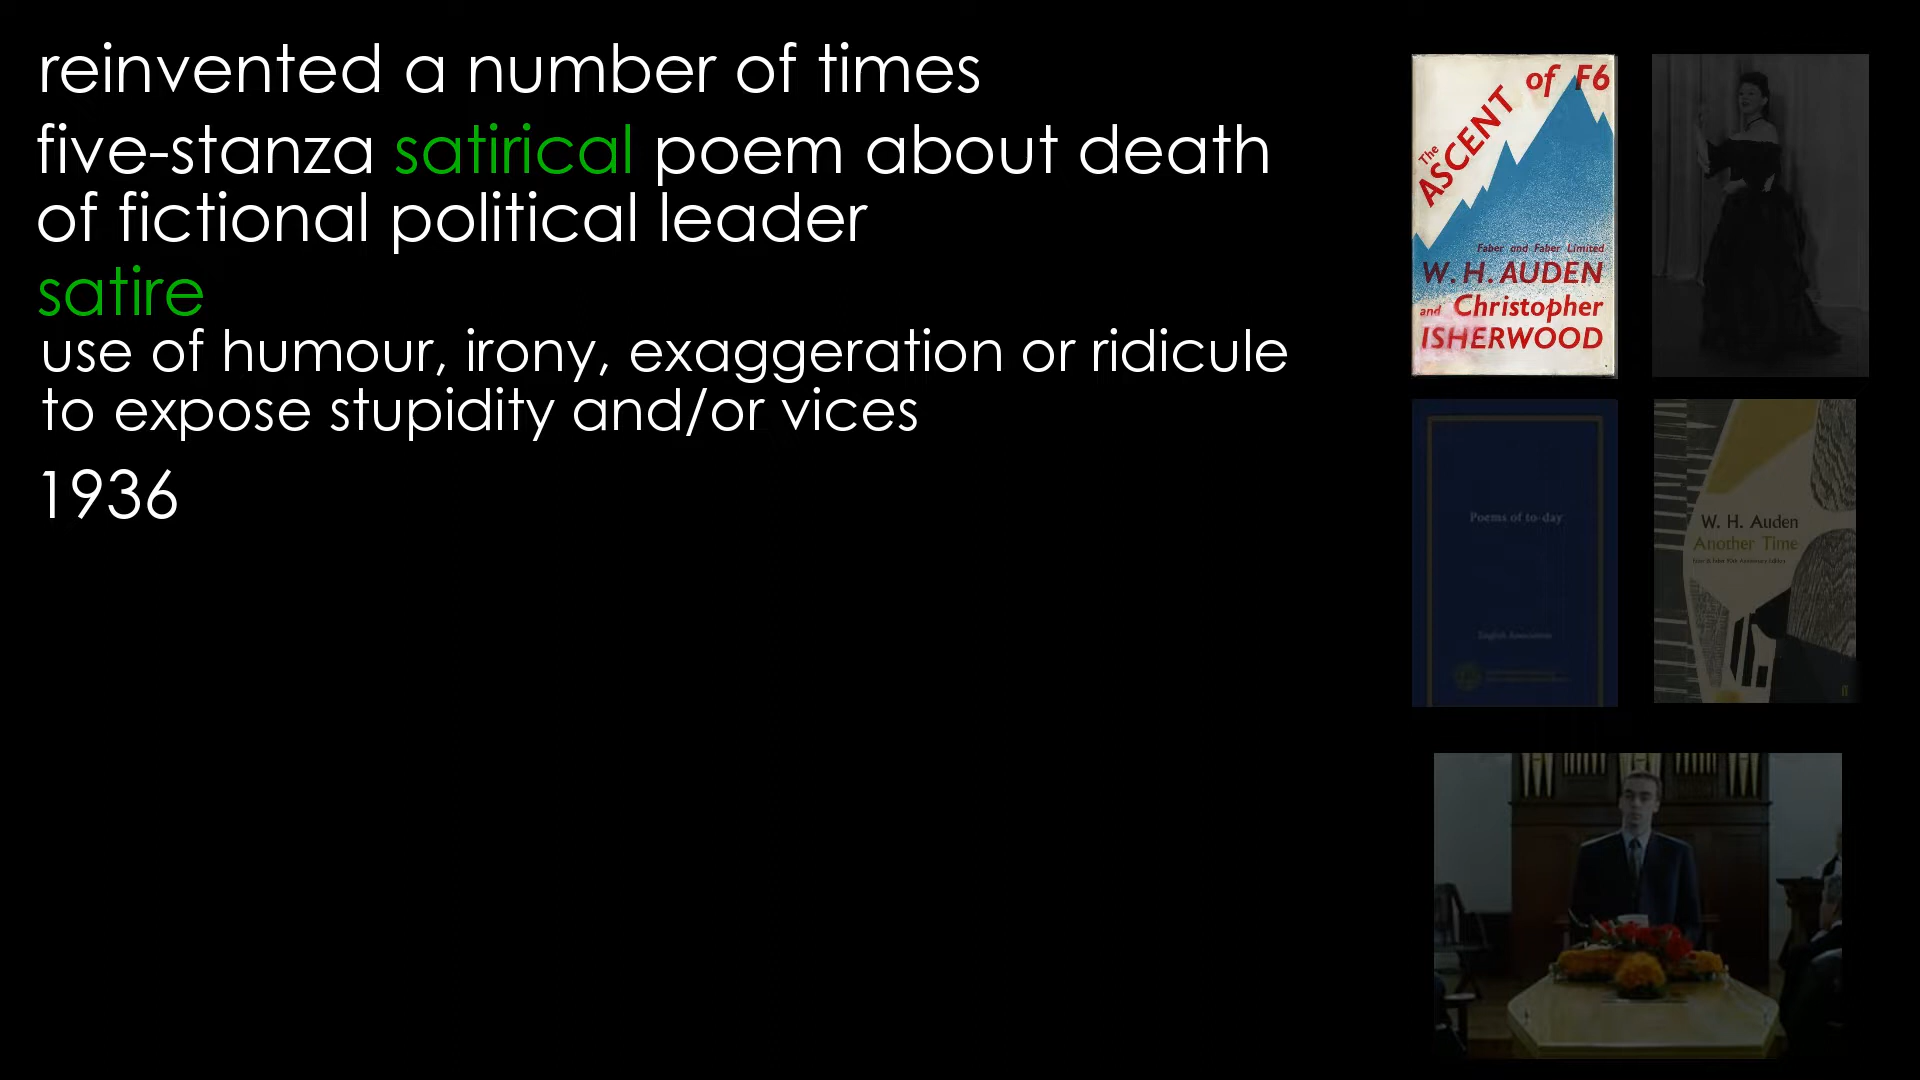 reinvented a number of times
five-stanza satirical poem about death
of fictional political leader
satire
use of humour, irony, exaggeration or ridicule
to expose stupidity and/or vices
1936
The
ASCENT
of F6
Faber and Faber Limited
W. H. AUDEN
and Christopher
ISHERWOOD
Poems of to-day
English Association
W. H. Auden
Another Time